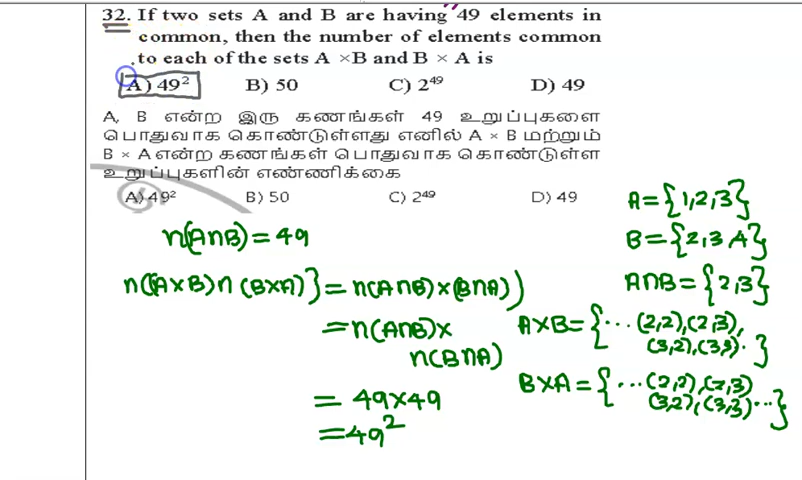 32. If two sets A and B are having 49 elements in
common, then the number of elements common
to each of the sets A ×B and B × A is
A) 49²
B) 50
C) 2⁴⁹
D) 49
A, B என்ற இரு கணங்கள் 49 உறுப்புகளை
பொதுவாக கொண்டுள்ளது எனில் A × B மற்றும்
B × A என்ற கணங்கள் பொதுவாக கொண்டுள்ள
உறுப்புகளின் எண்ணிக்கை
A) 49²
B) 50
C) 2⁴⁹
D) 49
n(A∩B) = 49
n((A×B)∩(B×A)} = n(A∩B)×(B∩A))
= n(A∩B)×
n(B∩A)
= 49×49
= 49²
A = {1,2,3}
B = {2,3,4}
A∩B = {2,3}
A×B = {··· (2,2),(2,3),
(3,2),(3,3)· }
B×A = {··· (2,2),(2,3)
(3,2),(3,3)···}